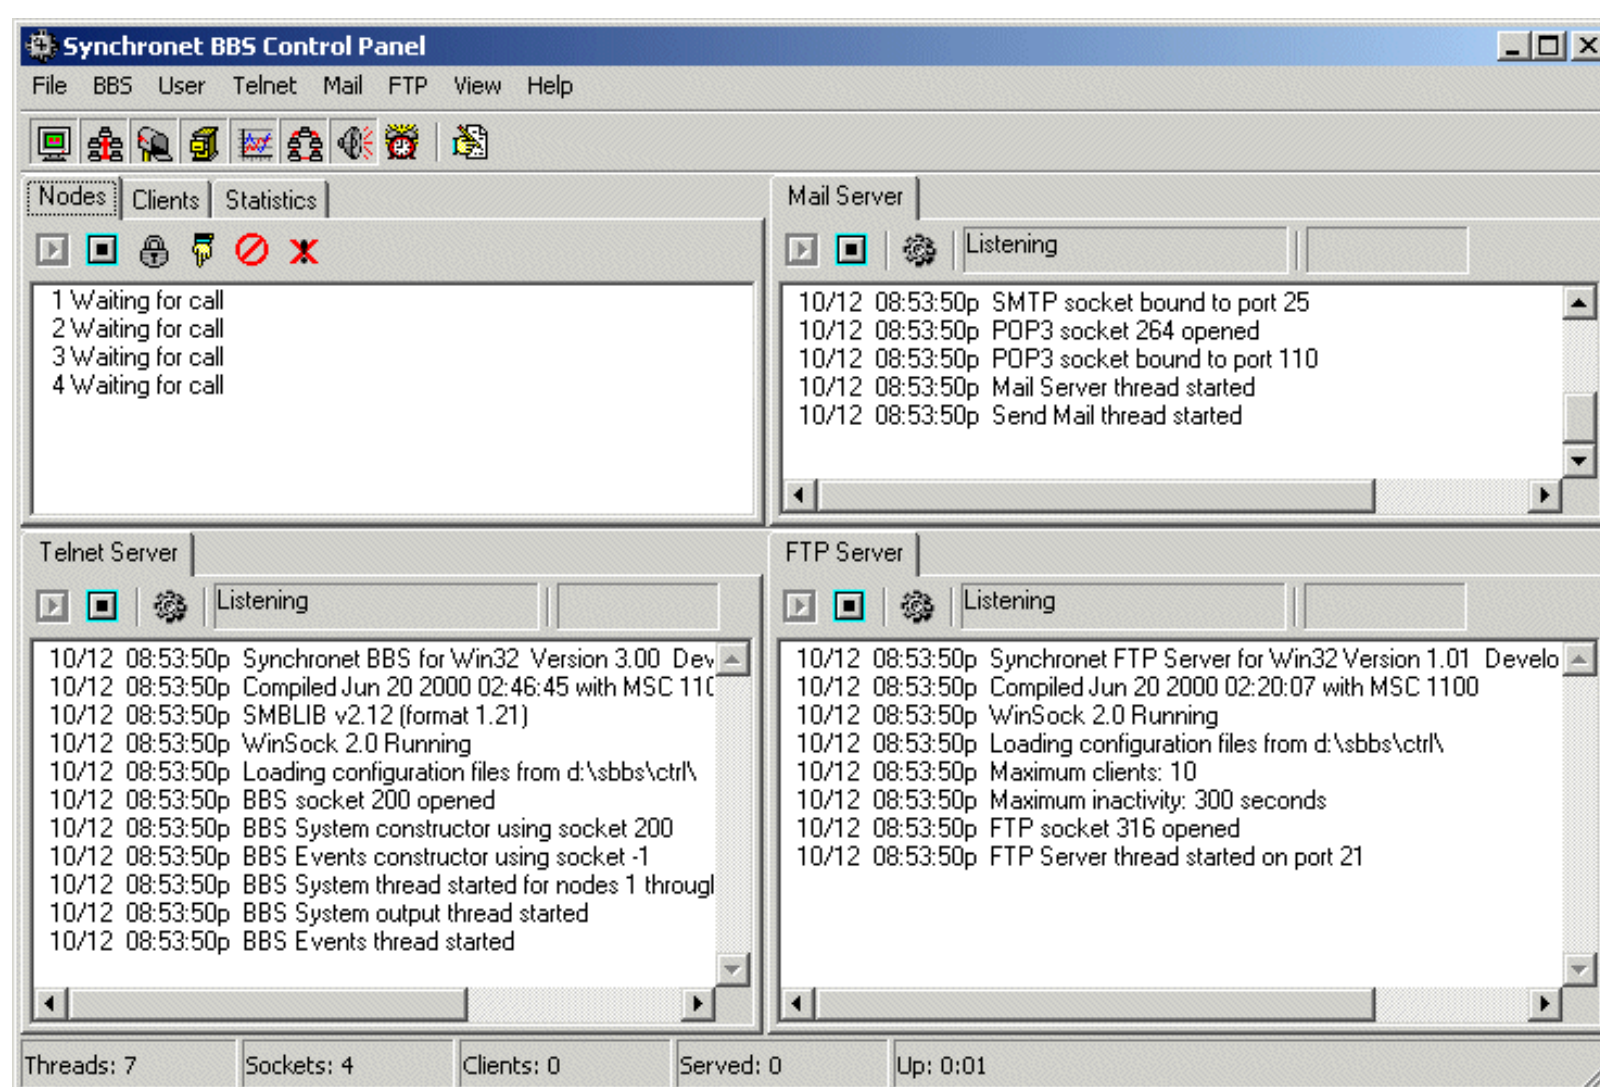 Synchronet BBS Control Panel
File BBS User Telnet Mail FTP View Help
Nodes Clients Statistics
1 Waiting for call
2 Waiting for call
3 Waiting for call
4 Waiting for call
Mail Server
Listening
10/12 08:53:50p SMTP socket bound to port 25
10/12 08:53:50p POP3 socket 264 opened
10/12 08:53:50p POP3 socket bound to port 110
10/12 08:53:50p Mail Server thread started
10/12 08:53:50p Send Mail thread started
Telnet Server
Listening
10/12 08:53:50p Synchronet BBS for Win32 Version 3.00 Dev
10/12 08:53:50p Compiled Jun 20 2000 02:46:45 with MSC 110
10/12 08:53:50p SMBLIB v2.12 (format 1.21)
10/12 08:53:50p WinSock 2.0 Running
10/12 08:53:50p Loading configuration files from d:\sbbs\ctrl\
10/12 08:53:50p BBS socket 200 opened
10/12 08:53:50p BBS System constructor using socket 200
10/12 08:53:50p BBS Events constructor using socket -1
10/12 08:53:50p BBS System thread started for nodes 1 throug
10/12 08:53:50p BBS System output thread started
10/12 08:53:50p BBS Events thread started
FTP Server
Listening
10/12 08:53:50p Synchronet FTP Server for Win32 Version 1.01 Develo
10/12 08:53:50p Compiled Jun 20 2000 02:20:07 with MSC 1100
10/12 08:53:50p WinSock 2.0 Running
10/12 08:53:50p Loading configuration files from d:\sbbs\ctrl\
10/12 08:53:50p Maximum clients: 10
10/12 08:53:50p Maximum inactivity: 300 seconds
10/12 08:53:50p FTP socket 316 opened
10/12 08:53:50p FTP Server thread started on port 21
Threads: 7 Sockets: 4 Clients: 0 Served: 0 Up: 0:01